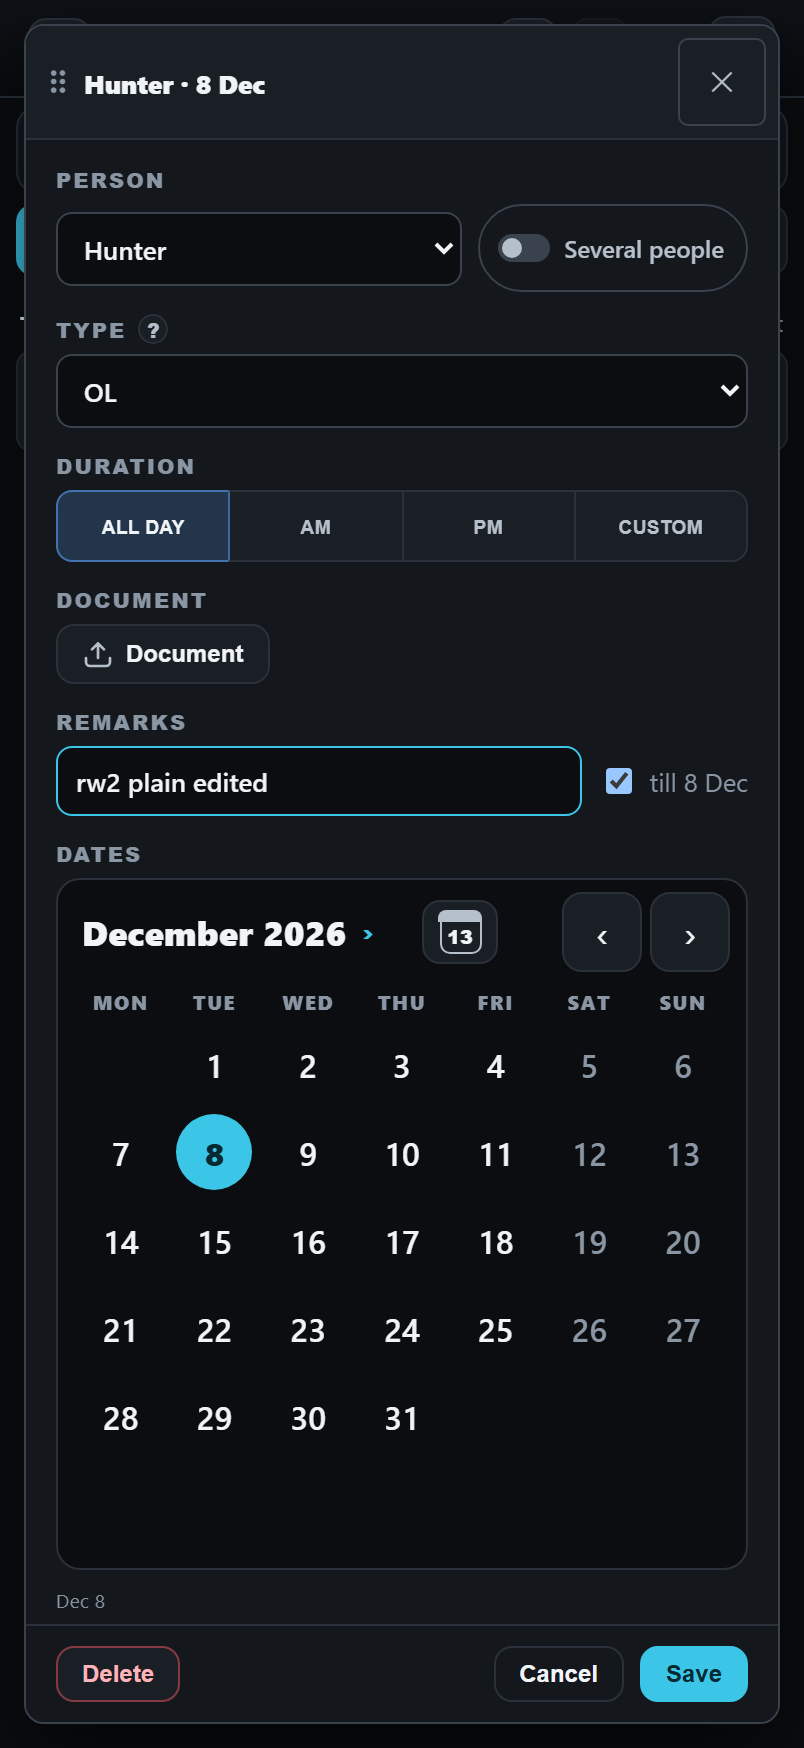 Hunter · 8 Dec
PERSON
Hunter
Several people
TYPE ?
OL
DURATION
ALL DAY AM PM CUSTOM
DOCUMENT
Document
REMARKS
rw2 plain edited
till 8 Dec
DATES
December 2026 ›
13
‹ ›
MON TUE WED THU FRI SAT SUN
1 2 3 4 5 6
7 8 9 10 11 12 13
14 15 16 17 18 19 20
21 22 23 24 25 26 27
28 29 30 31
Dec 8
Delete Cancel Save